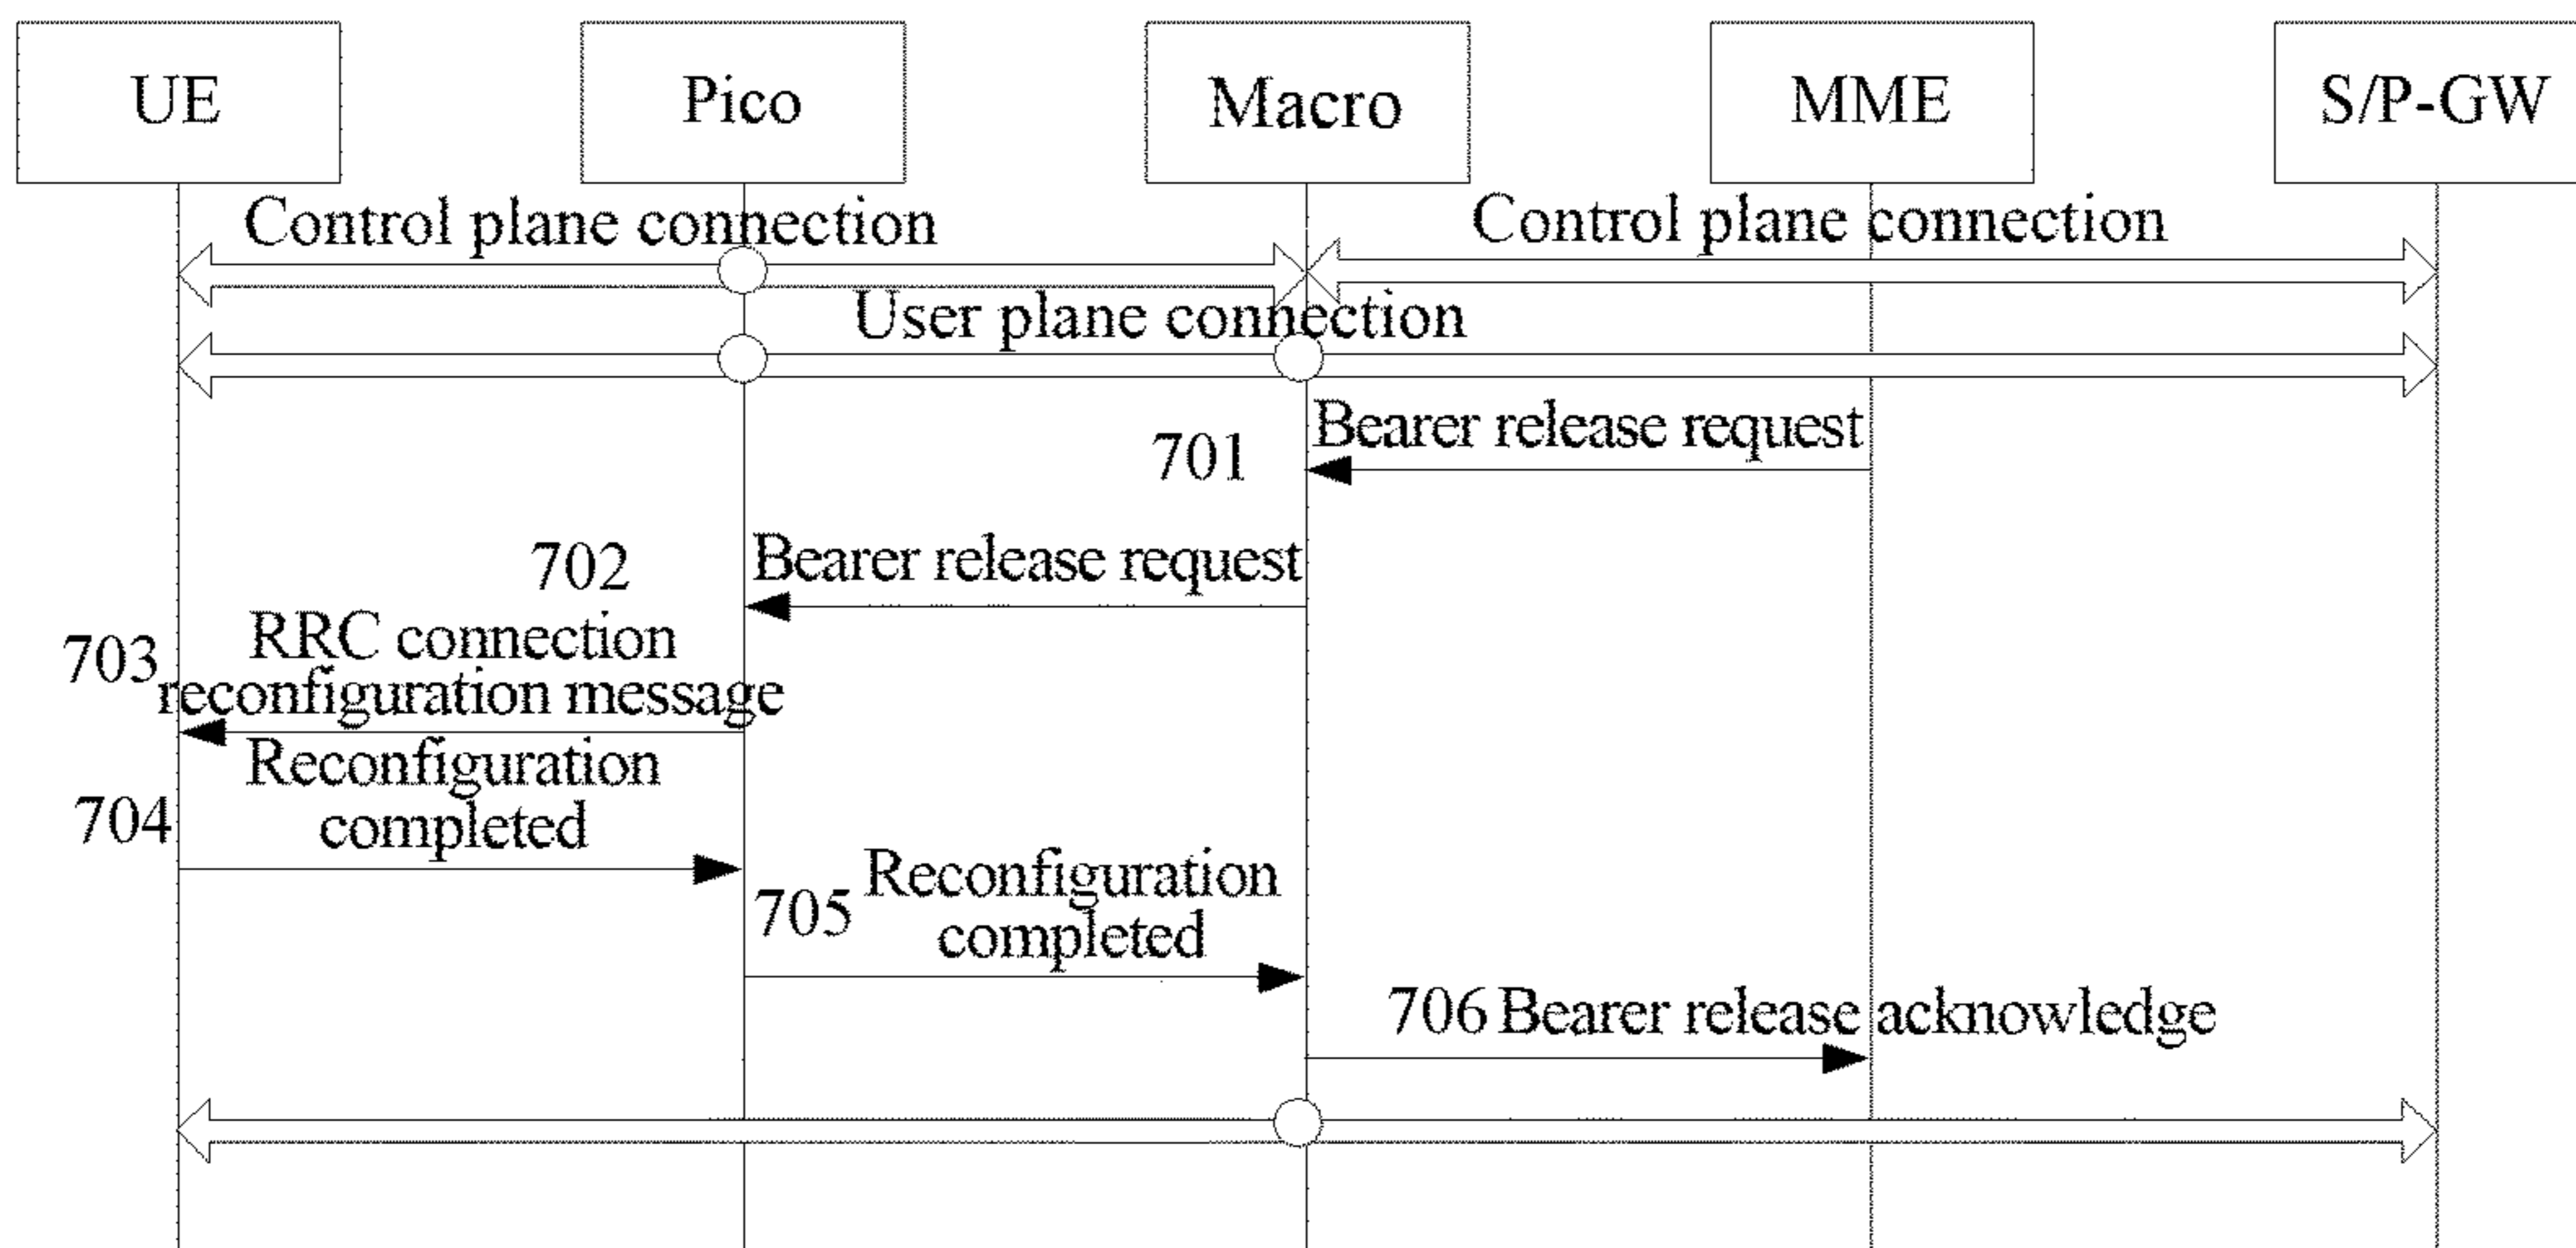 UE
Pico
Macro
MME
S/P-GW
Control plane connection
Control plane connection
User plane connection
701
Bearer release request
702
Bearer release request
703
RRC connection
reconfiguration message
704
Reconfiguration
completed
705
Reconfiguration
completed
706 Bearer release acknowledge